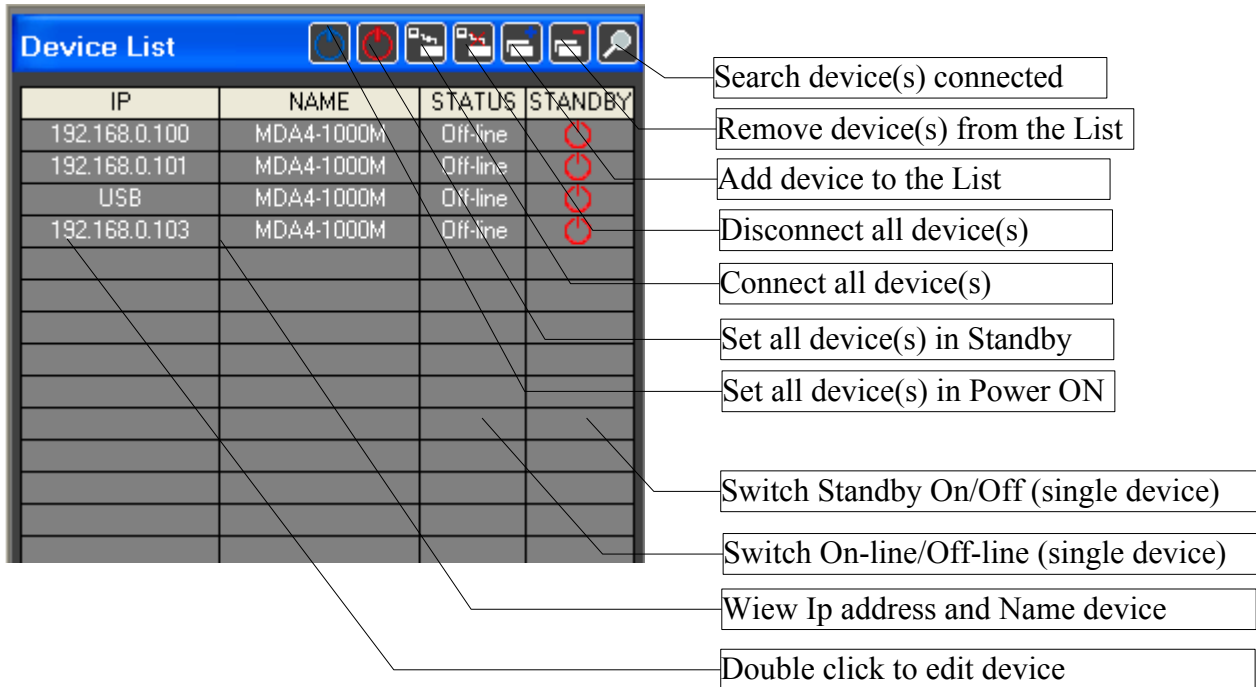 Device List
IP NAME STATUS STANDBY
192.168.0.100 MDA4-1000M Off-line
192.168.0.101 MDA4-1000M Off-line
USB MDA4-1000M Off-line
192.168.0.103 MDA4-1000M Off-line
Search device(s) connected
Remove device(s) from the List
Add device to the List
Disconnect all device(s)
Connect all device(s)
Set all device(s) in Standby
Set all device(s) in Power ON
Switch Standby On/Off (single device)
Switch On-line/Off-line (single device)
Wiew Ip address and Name device
Double click to edit device